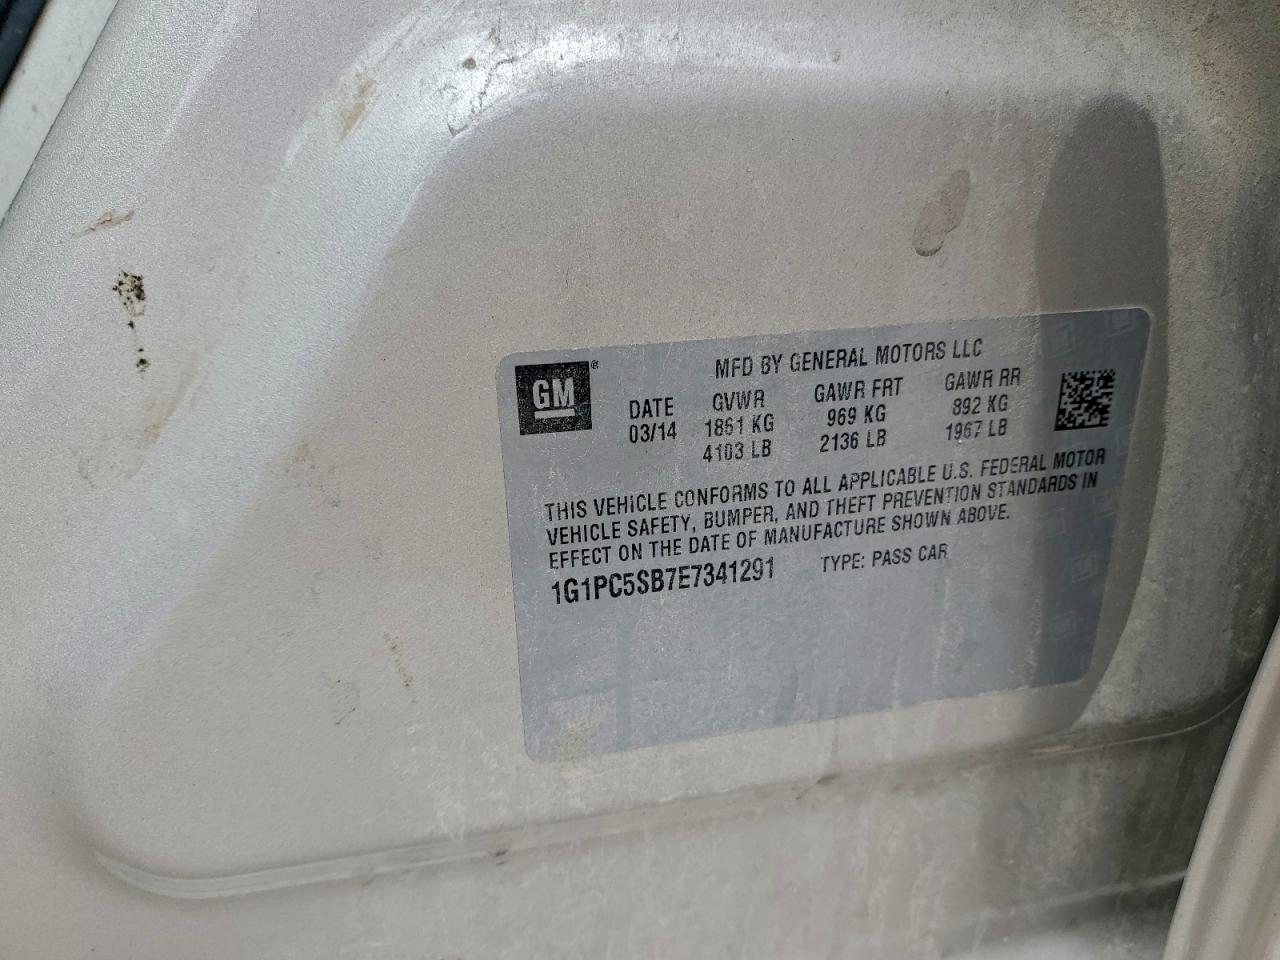 GM®
MFD BY GENERAL MOTORS LLC
DATE GVWR GAWR FRT GAWR RR
03/14 1861 KG 969 KG 892 KG
4103 LB 2136 LB 1967 LB
THIS VEHICLE CONFORMS TO ALL APPLICABLE U.S. FEDERAL MOTOR
VEHICLE SAFETY, BUMPER, AND THEFT PREVENTION STANDARDS IN
EFFECT ON THE DATE OF MANUFACTURE SHOWN ABOVE.
1G1PC5SB7E7341291 TYPE: PASS CAR